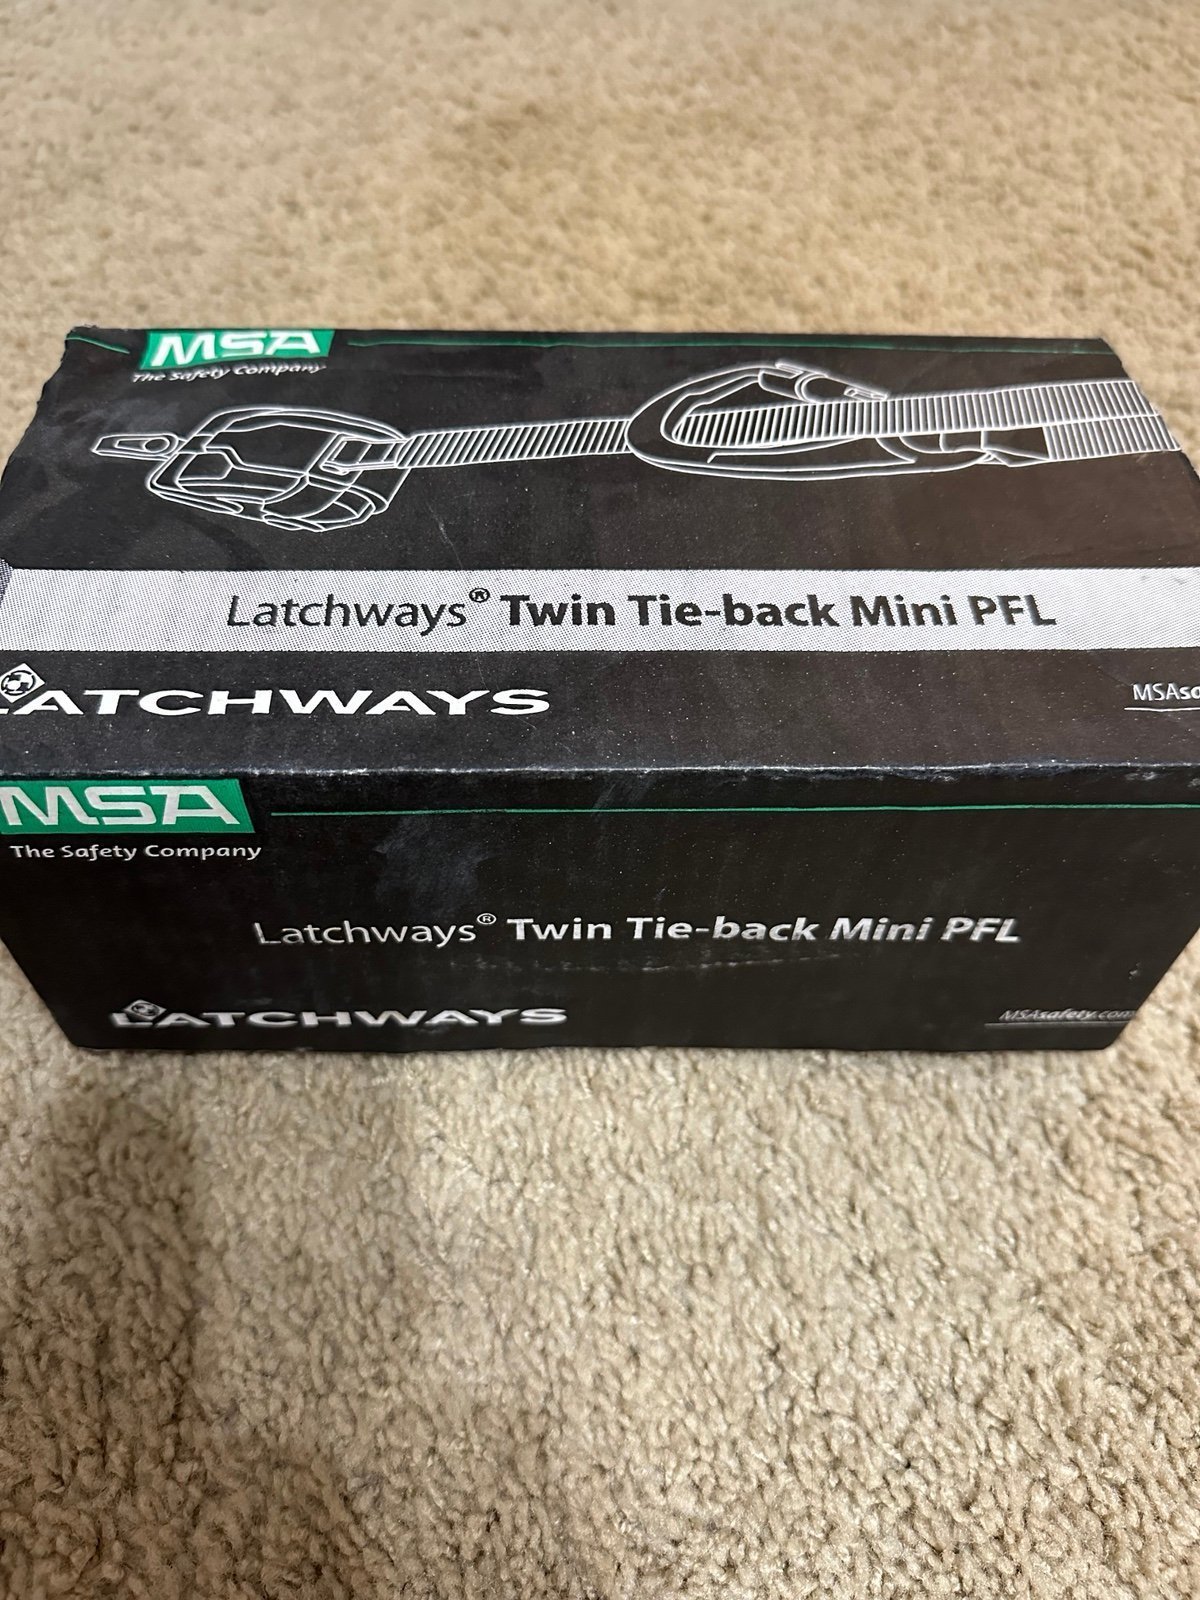 MSA
The Safety Company
Latchways® Twin Tie-back Mini PFL
LATCHWAYS
MSAsa
MSA
The Safety Company
Latchways® Twin Tie-back Mini PFL
LATCHWAYS
MSAsafety.com